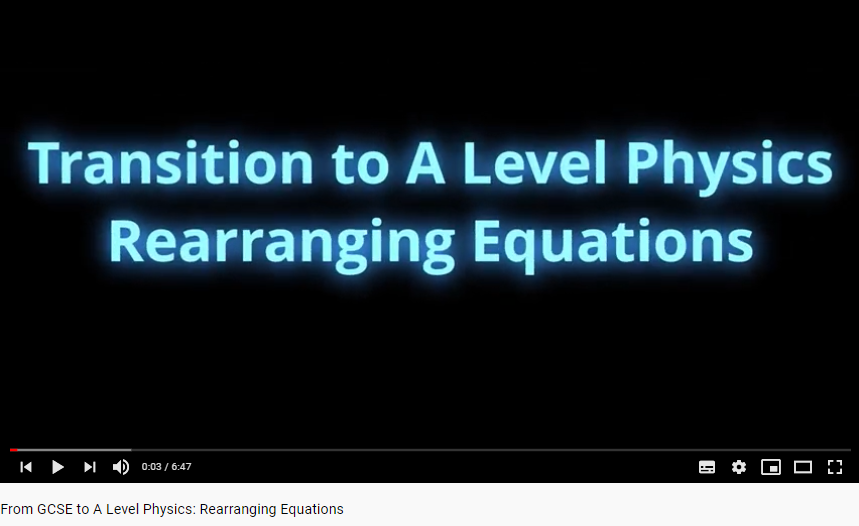 Transition to A Level Physics
Rearranging Equations
0:03 / 6:47
From GCSE to A Level Physics: Rearranging Equations